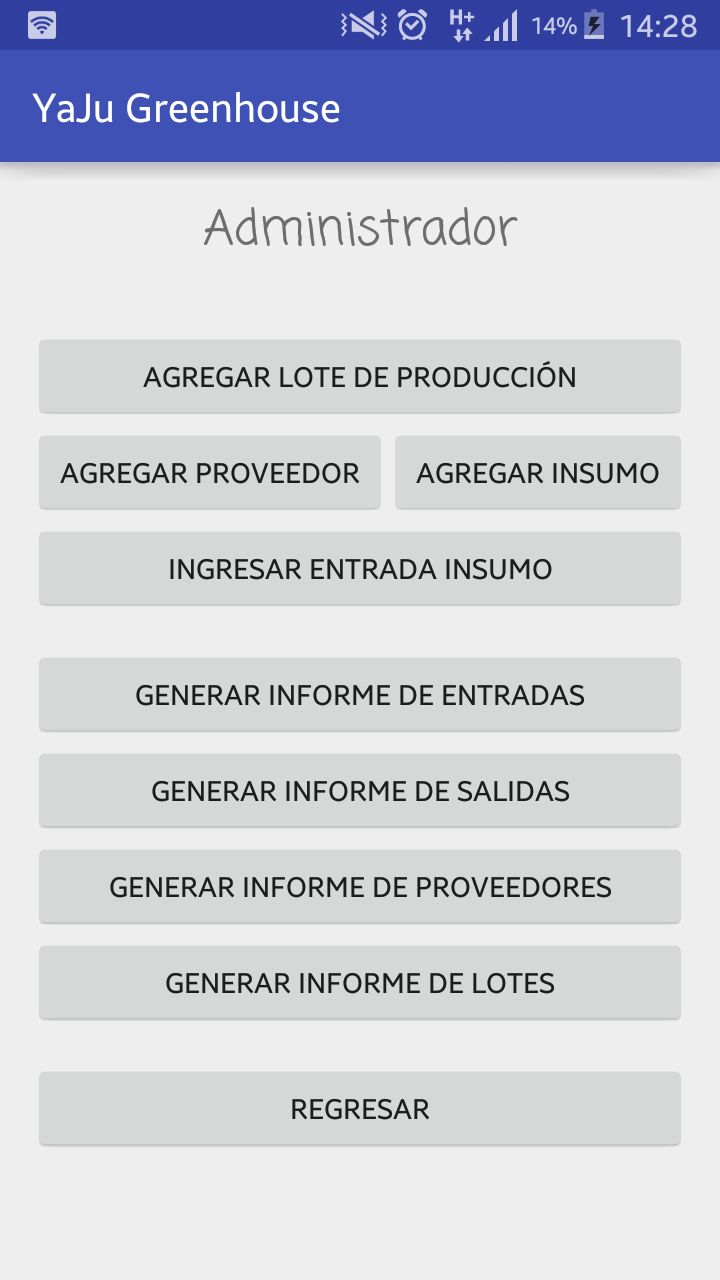 H+ 14% 14:28
YaJu Greenhouse
Administrador
AGREGAR LOTE DE PRODUCCIÓN
AGREGAR PROVEEDOR AGREGAR INSUMO
INGRESAR ENTRADA INSUMO
GENERAR INFORME DE ENTRADAS
GENERAR INFORME DE SALIDAS
GENERAR INFORME DE PROVEEDORES
GENERAR INFORME DE LOTES
REGRESAR